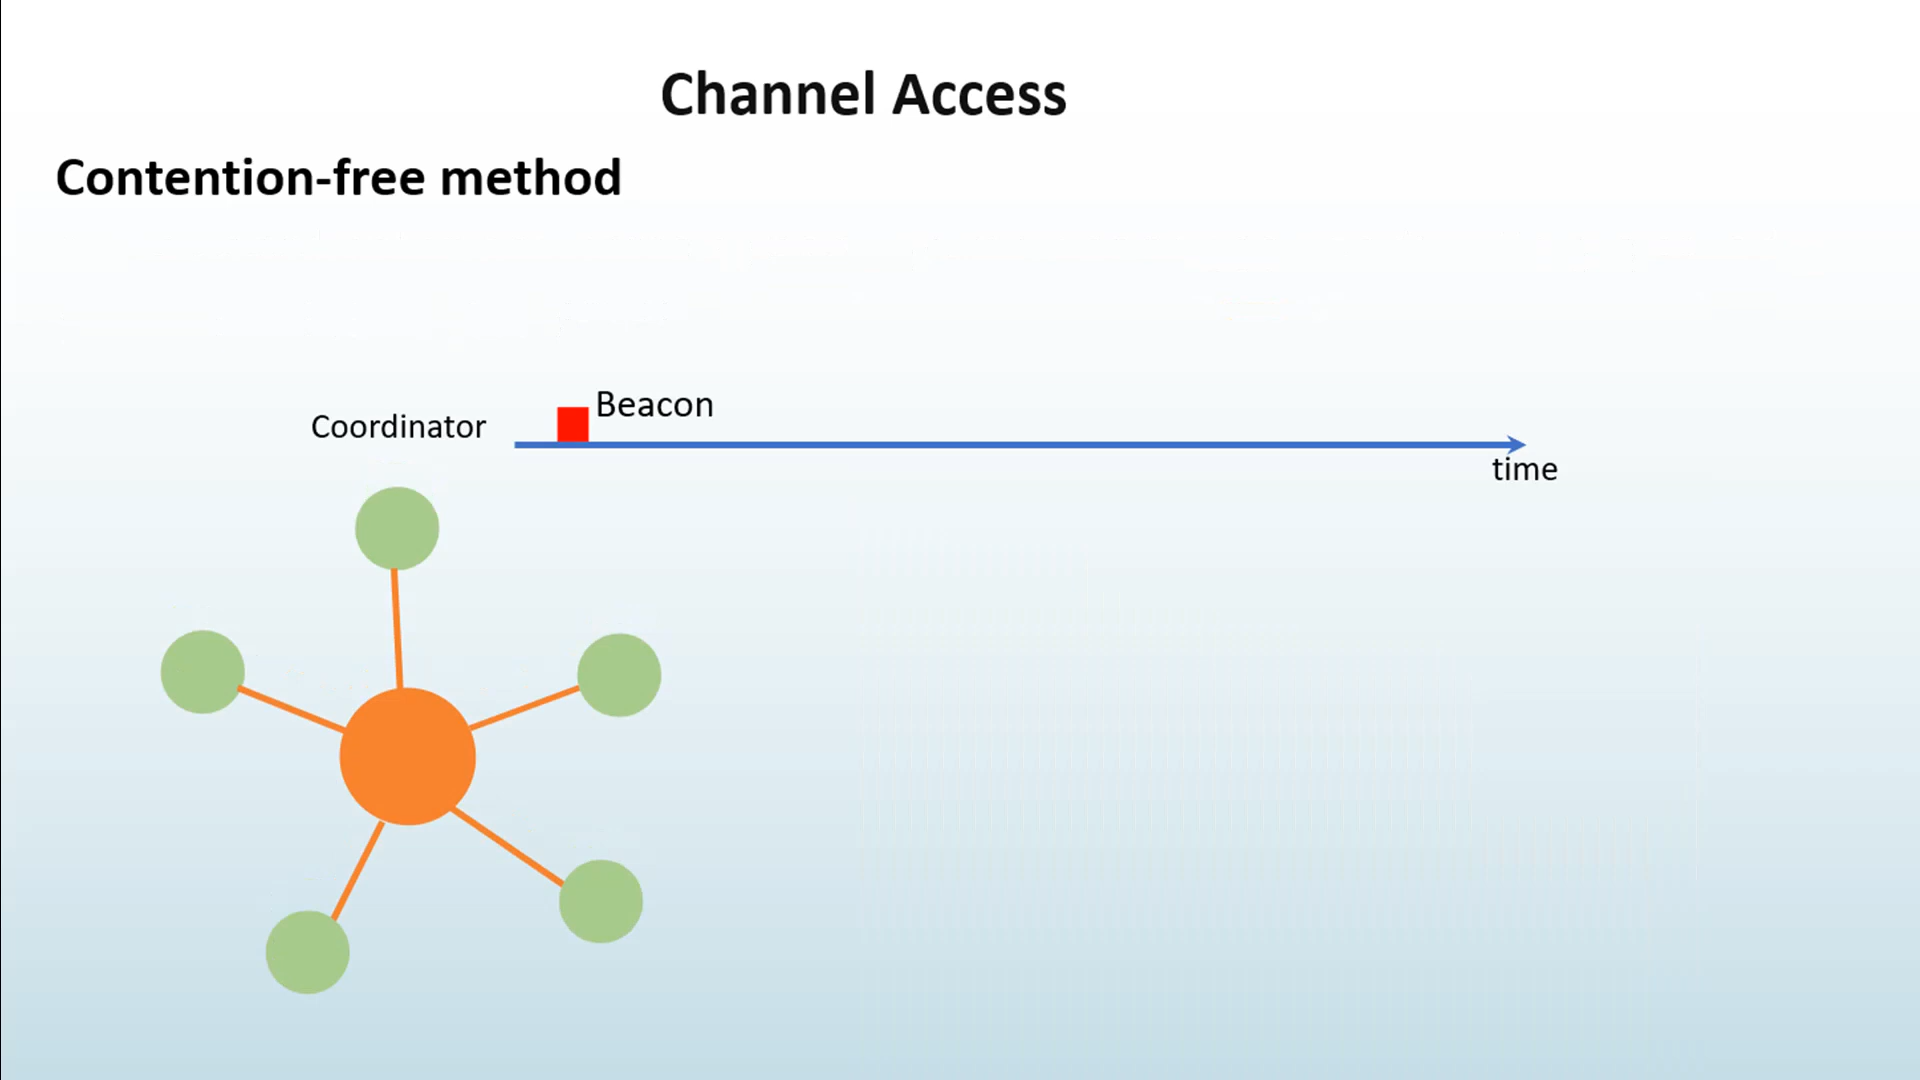 Channel Access
Contention-free method
Beacon
Coordinator
time